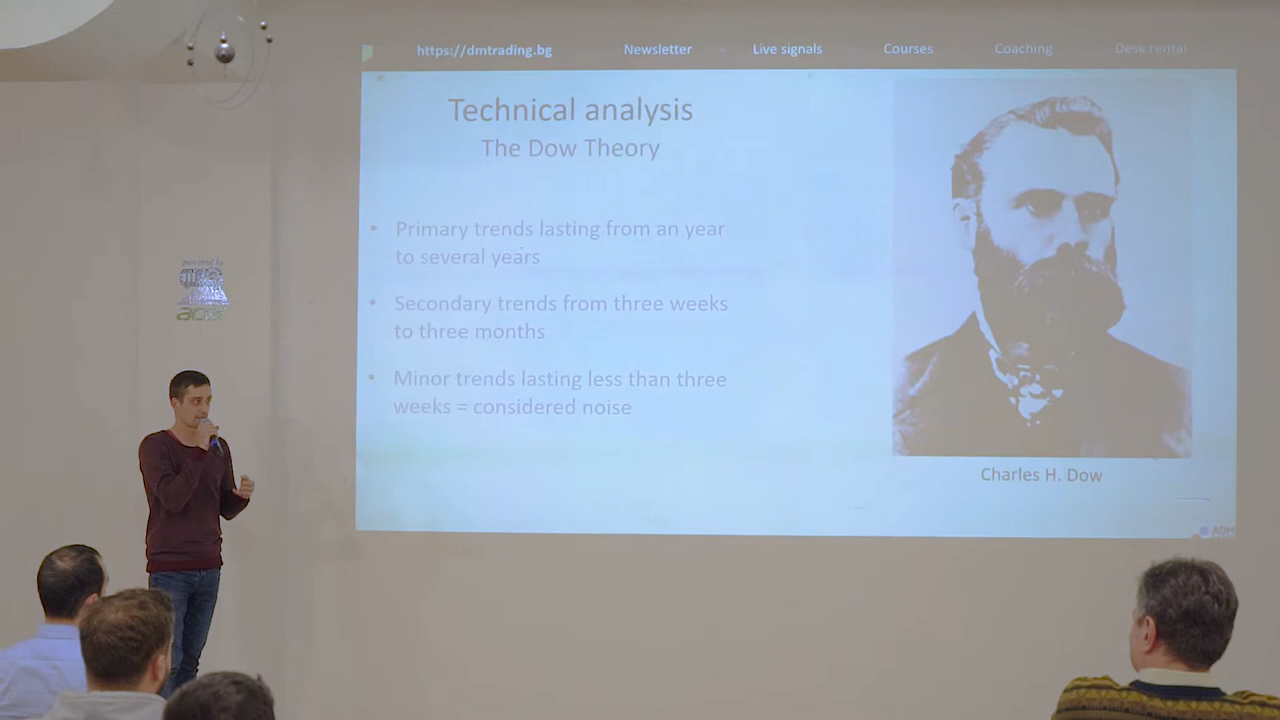 https://dmtrading.bg Newsletter - Live signals - Courses Coaching Desk rental
Technical analysis
The Dow Theory
• Primary trends lasting from an year
to several years
• Secondary trends from three weeks
to three months
• Minor trends lasting less than three
weeks = considered noise
Charles H. Dow
powered by